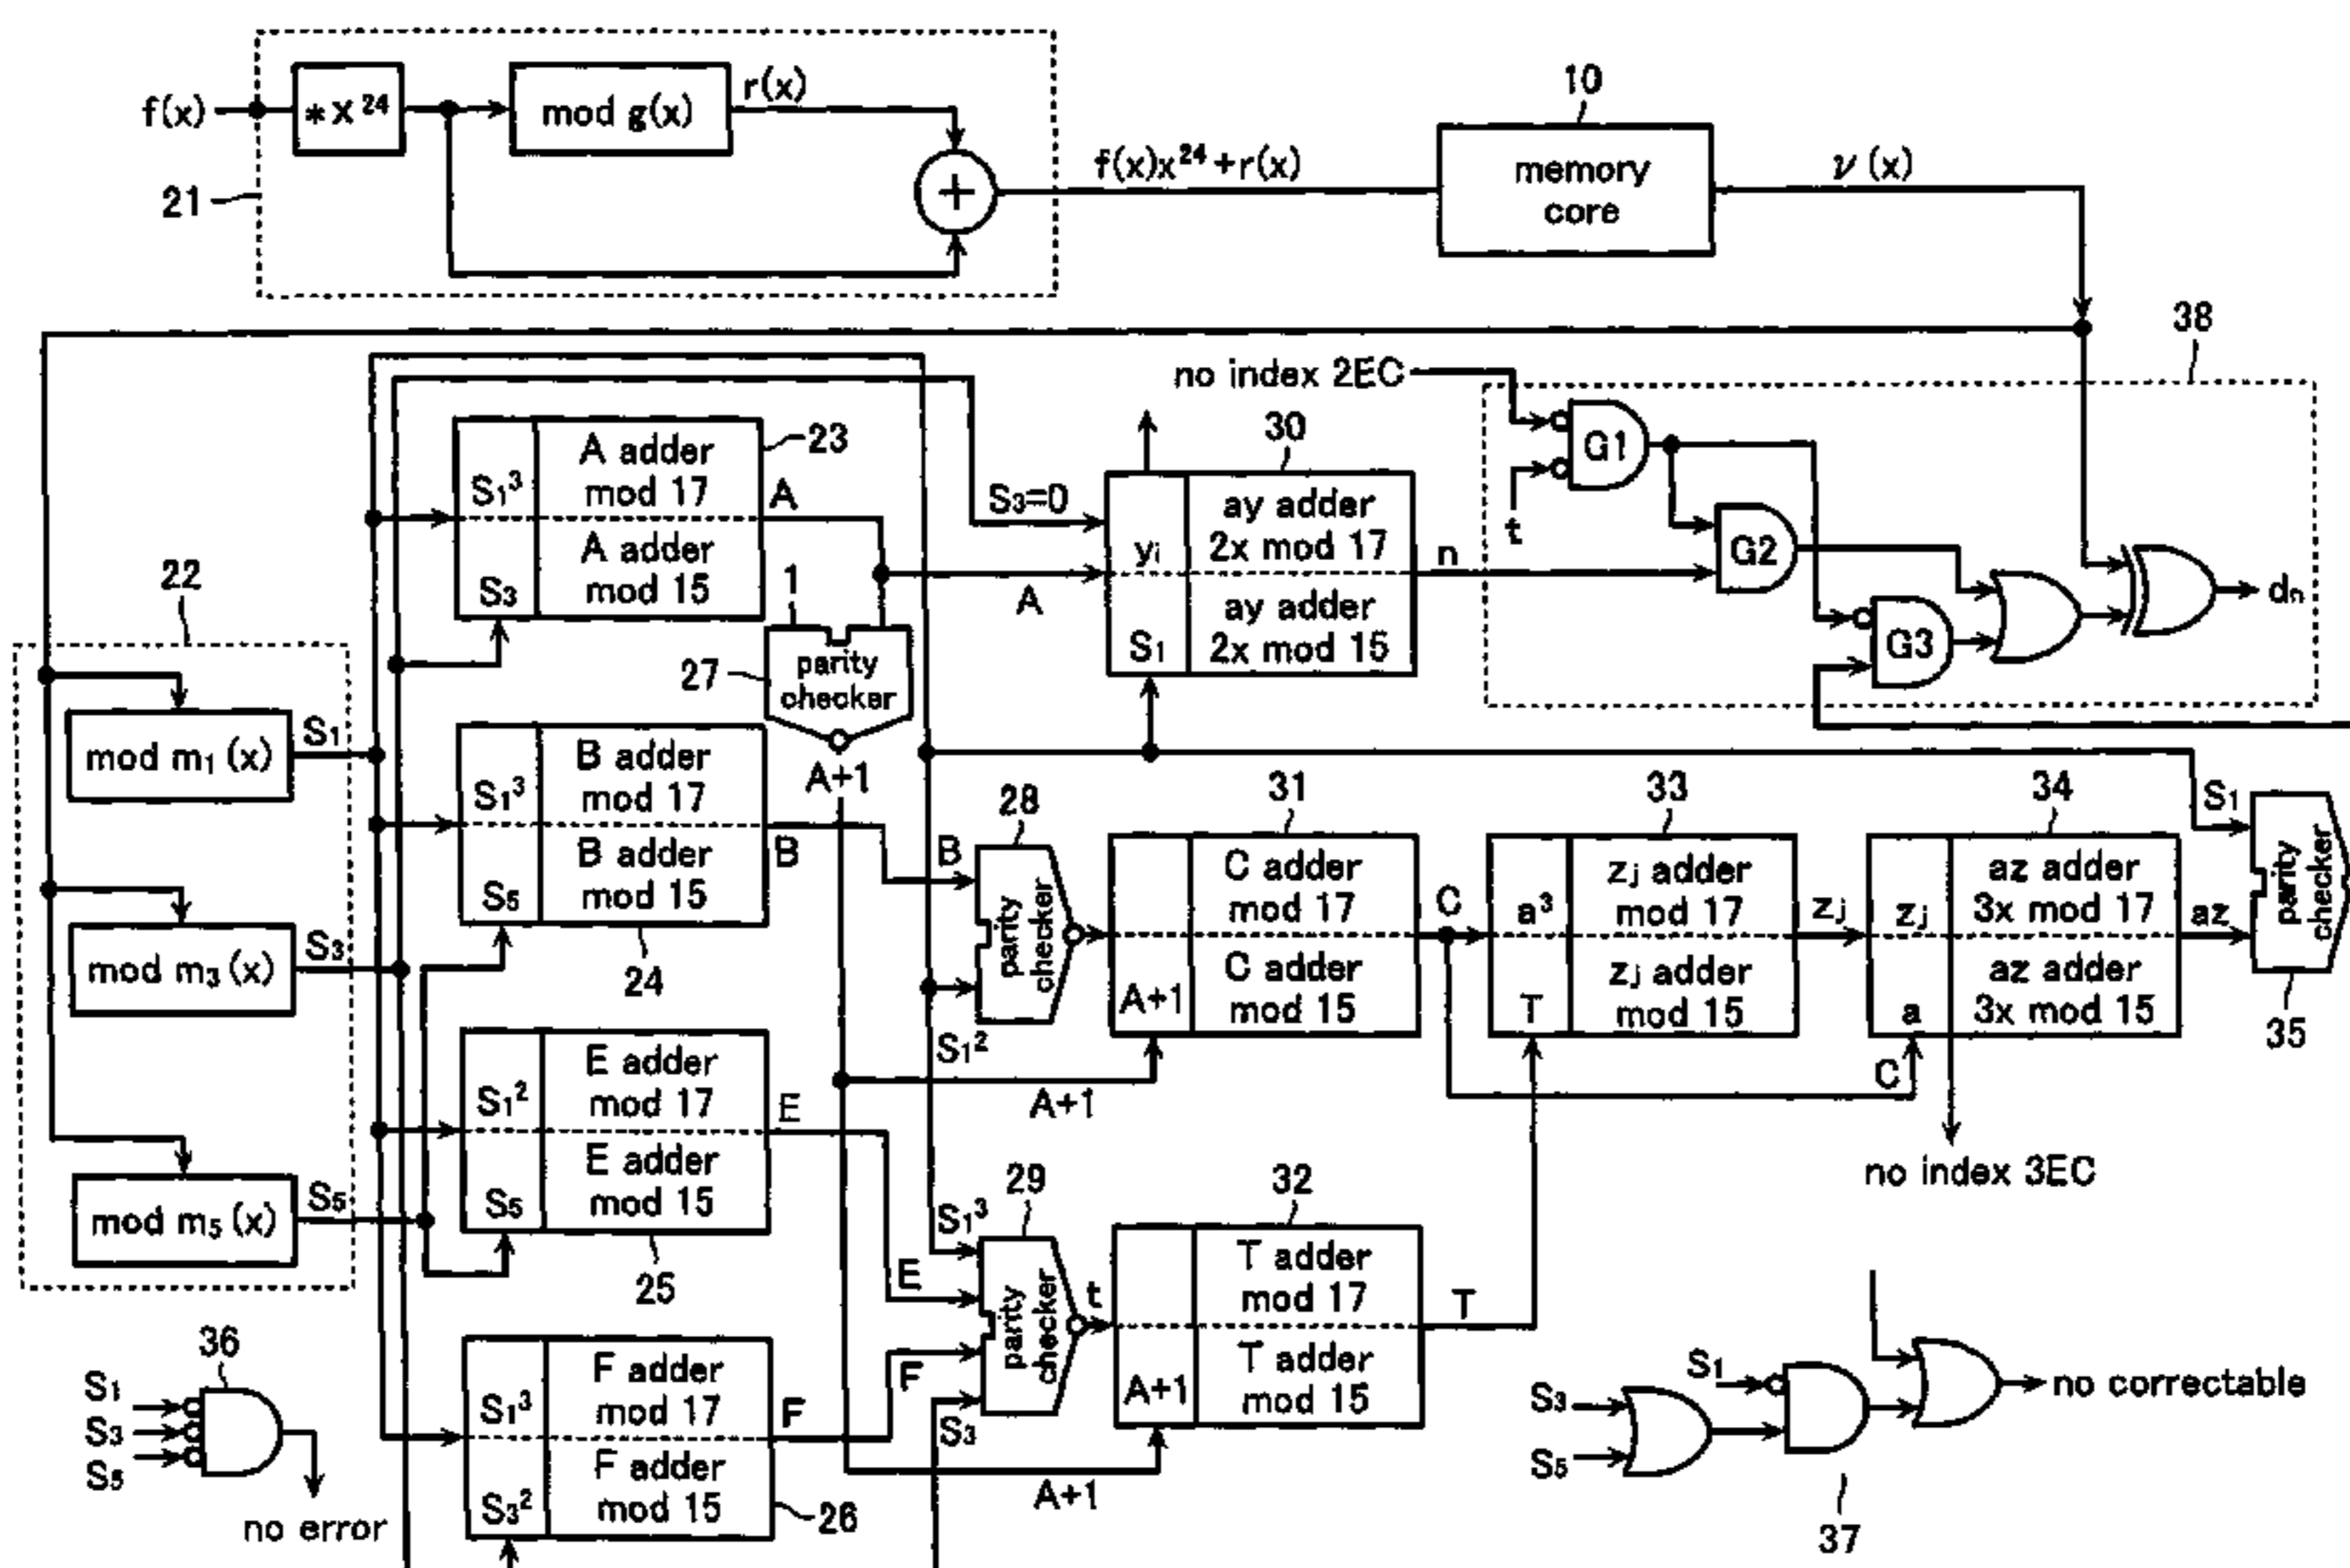 f(x)
*X²⁴
mod g(x)
r(x)
21
f(x)x²⁴+r(x)
10
memory
core
ν(x)
38
no index 2EC
t
G1
G2
G3
dₙ
22
mod m₁(x)
S₁
mod m₃(x)
S₃
mod m₅(x)
S₅
S₁³
S₃
A adder
mod 17
A adder
mod 15
23
A
1
parity
checker
27
A+1
S₁³
S₅
B adder
mod 17
B adder
mod 15
24
B
S₁²
S₅
E adder
mod 17
E adder
mod 15
25
E
S₁³
S₃²
F adder
mod 17
F adder
mod 15
26
F
S₃=0
A
yᵢ
S₁
ay adder
2x mod 17
ay adder
2x mod 15
30
n
B
28
parity
checker
S₁²
A+1
C adder
mod 17
C adder
mod 15
31
C
A+1
a³
T
zⱼ adder
mod 17
zⱼ adder
mod 15
33
zⱼ
zⱼ
a
az adder
3x mod 17
az adder
3x mod 15
34
az
C
no index 3EC
S₁
parity
checker
35
S₁³
E
F
S₃
29
parity
checker
t
A+1
T adder
mod 17
T adder
mod 15
32
T
A+1
36
S₁
S₃
S₅
no error
S₃
S₅
S₁
37
no correctable